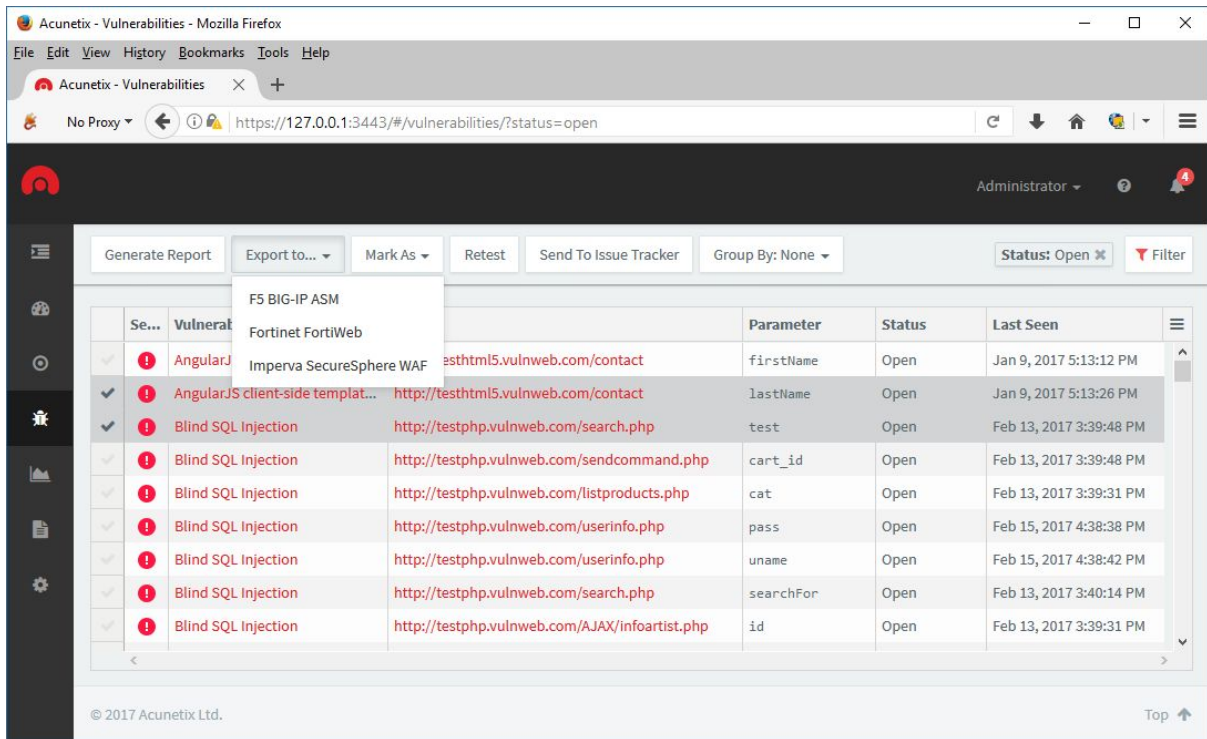 Acunetix - Vulnerabilities - Mozilla Firefox
File Edit View History Bookmarks Tools Help
Acunetix - Vulnerabilities
No Proxy https://127.0.0.1:3443/#/vulnerabilities/?status=open
Administrator 4
Generate Report Export to... Mark As Retest Send To Issue Tracker Group By: None Status: Open Filter
F5 BIG-IP ASM
Fortinet FortiWeb
Imperva SecureSphere WAF
Se... Vulnerab Parameter Status Last Seen
AngularJ esthtml5.vulnweb.com/contact firstName Open Jan 9, 2017 5:13:12 PM
AngularJS client-side templat... http://testhtml5.vulnweb.com/contact lastName Open Jan 9, 2017 5:13:26 PM
Blind SQL Injection http://testphp.vulnweb.com/search.php test Open Feb 13, 2017 3:39:48 PM
Blind SQL Injection http://testphp.vulnweb.com/sendcommand.php cart_id Open Feb 13, 2017 3:39:48 PM
Blind SQL Injection http://testphp.vulnweb.com/listproducts.php cat Open Feb 13, 2017 3:39:31 PM
Blind SQL Injection http://testphp.vulnweb.com/userinfo.php pass Open Feb 15, 2017 4:38:38 PM
Blind SQL Injection http://testphp.vulnweb.com/userinfo.php uname Open Feb 15, 2017 4:38:42 PM
Blind SQL Injection http://testphp.vulnweb.com/search.php searchFor Open Feb 13, 2017 3:40:14 PM
Blind SQL Injection http://testphp.vulnweb.com/AJAX/infoartist.php id Open Feb 13, 2017 3:39:31 PM
© 2017 Acunetix Ltd. Top